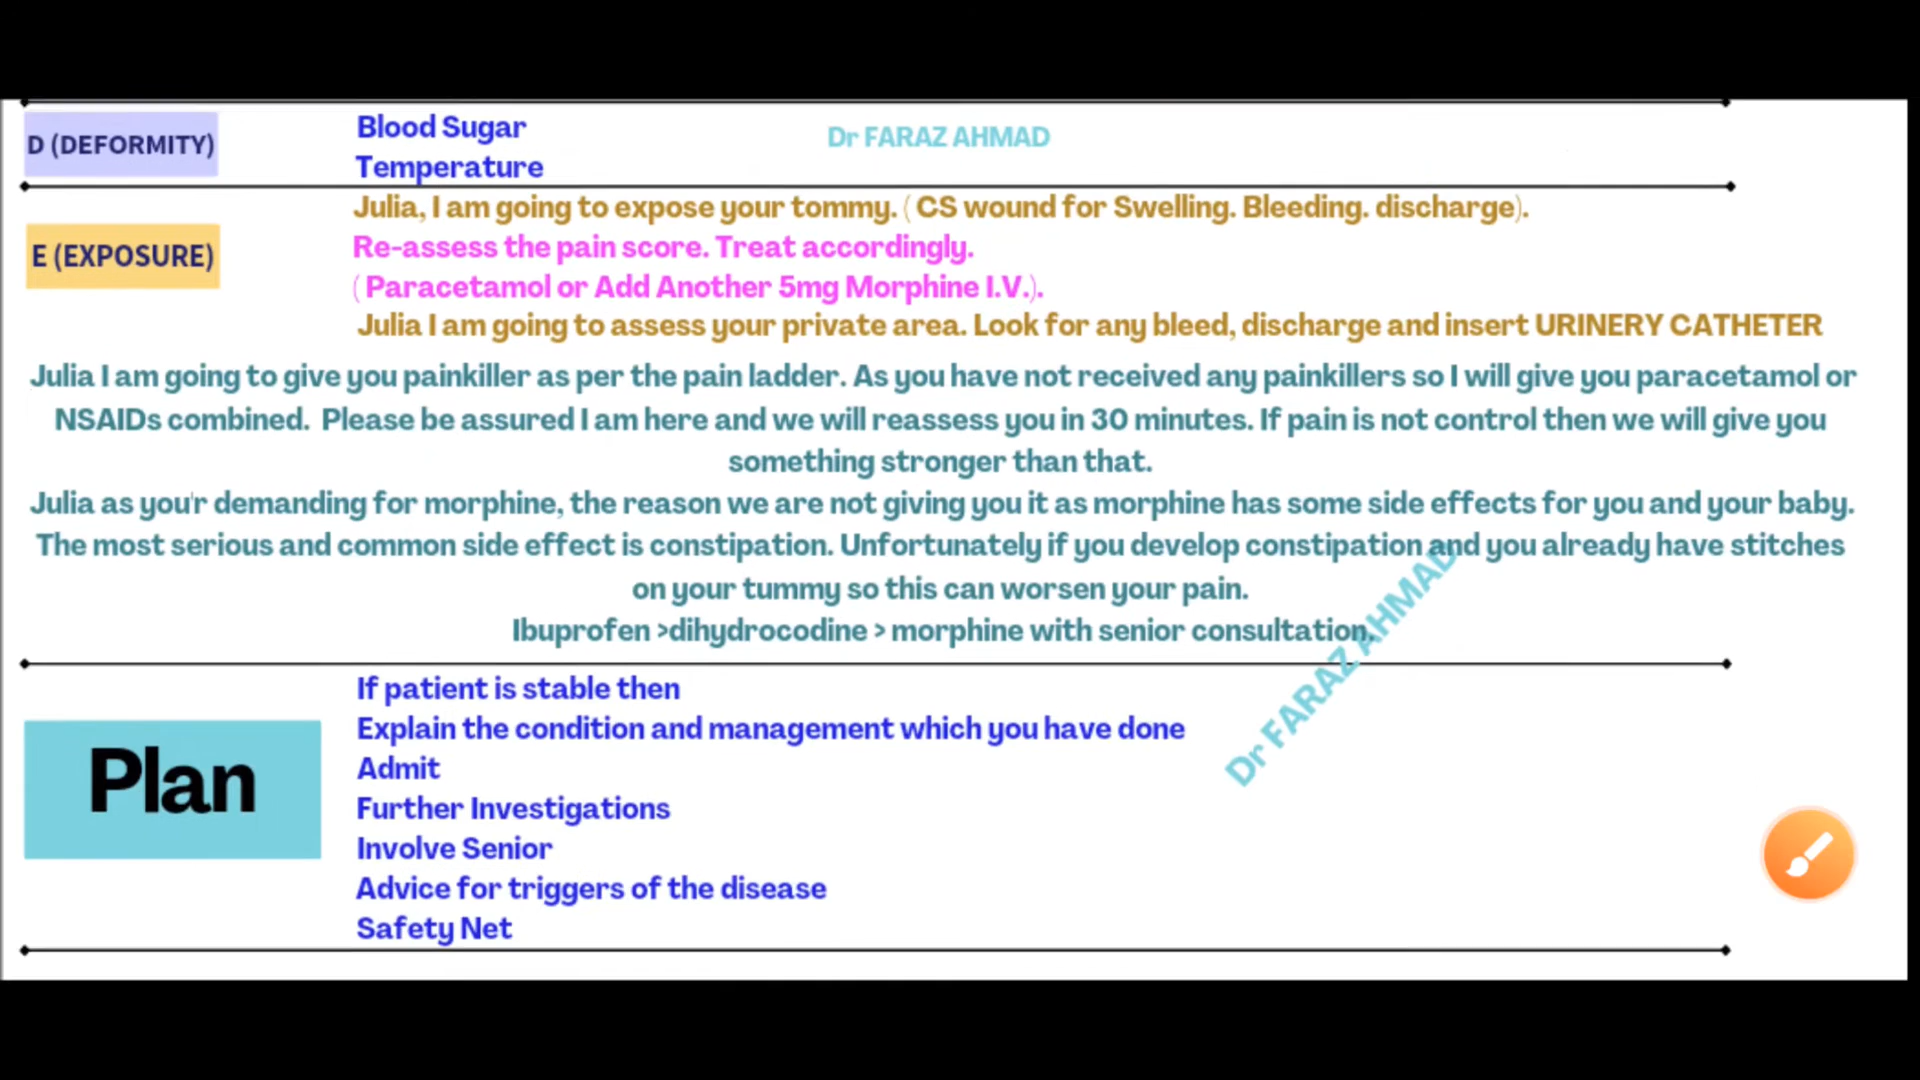 D (DEFORMITY)
Blood Sugar
Temperature
Dr FARAZ AHMAD
E (EXPOSURE)
Julia, I am going to expose your tommy. ( CS wound for Swelling. Bleeding. discharge).
Re-assess the pain score. Treat accordingly.
( Paracetamol or Add Another 5mg Morphine I.V.).
Julia I am going to assess your private area. Look for any bleed, discharge and insert URINERY CATHETER
Julia I am going to give you painkiller as per the pain ladder. As you have not received any painkillers so I will give you paracetamol or
NSAIDs combined. Please be assured I am here and we will reassess you in 30 minutes. If pain is not control then we will give you
something stronger than that.
Julia as you'r demanding for morphine, the reason we are not giving you it as morphine has some side effects for you and your baby.
The most serious and common side effect is constipation. Unfortunately if you develop constipation and you already have stitches
on your tummy so this can worsen your pain.
Ibuprofen >dihydrocodine > morphine with senior consultation.
Dr FARAZ AHMAD
Plan
If patient is stable then
Explain the condition and management which you have done
Admit
Further Investigations
Involve Senior
Advice for triggers of the disease
Safety Net